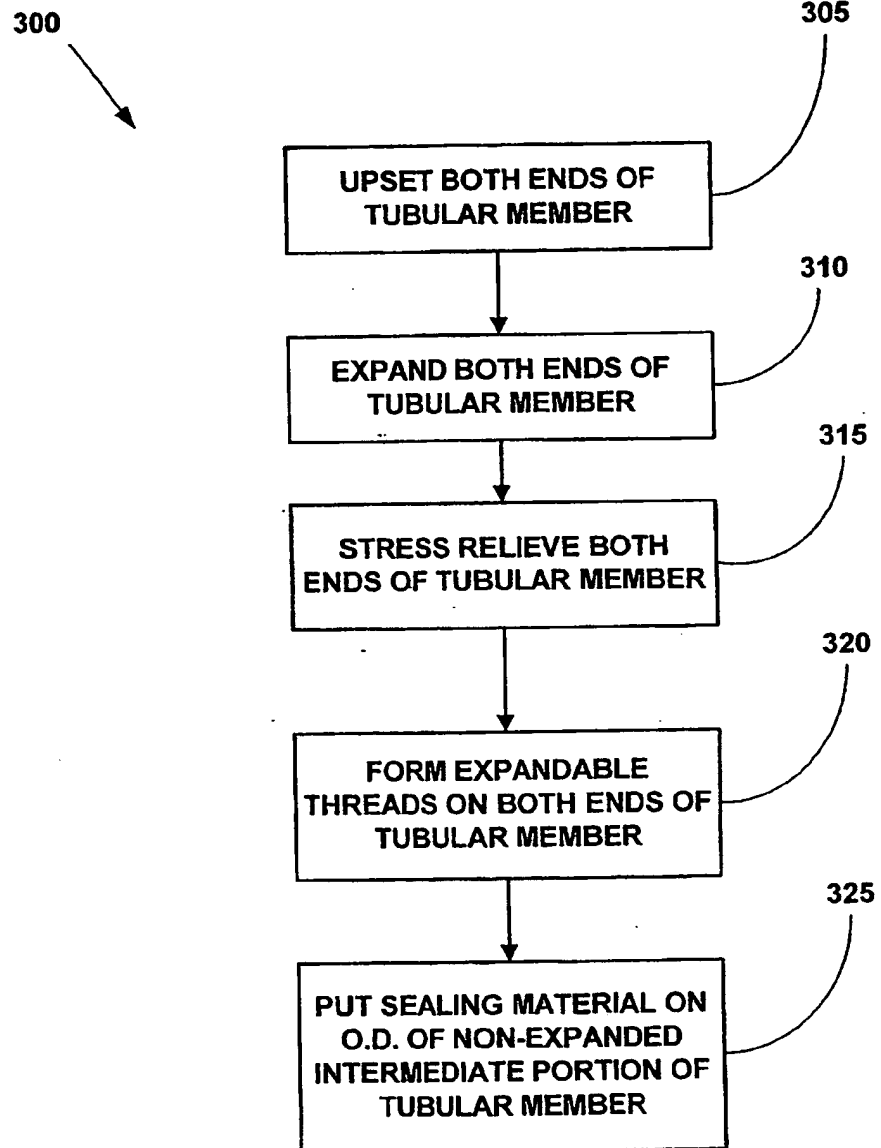 300
305
UPSET BOTH ENDS OF
TUBULAR MEMBER
310
EXPAND BOTH ENDS OF
TUBULAR MEMBER
315
STRESS RELIEVE BOTH
ENDS OF TUBULAR MEMBER
320
FORM EXPANDABLE
THREADS ON BOTH ENDS OF
TUBULAR MEMBER
325
PUT SEALING MATERIAL ON
O.D. OF NON-EXPANDED
INTERMEDIATE PORTION OF
TUBULAR MEMBER